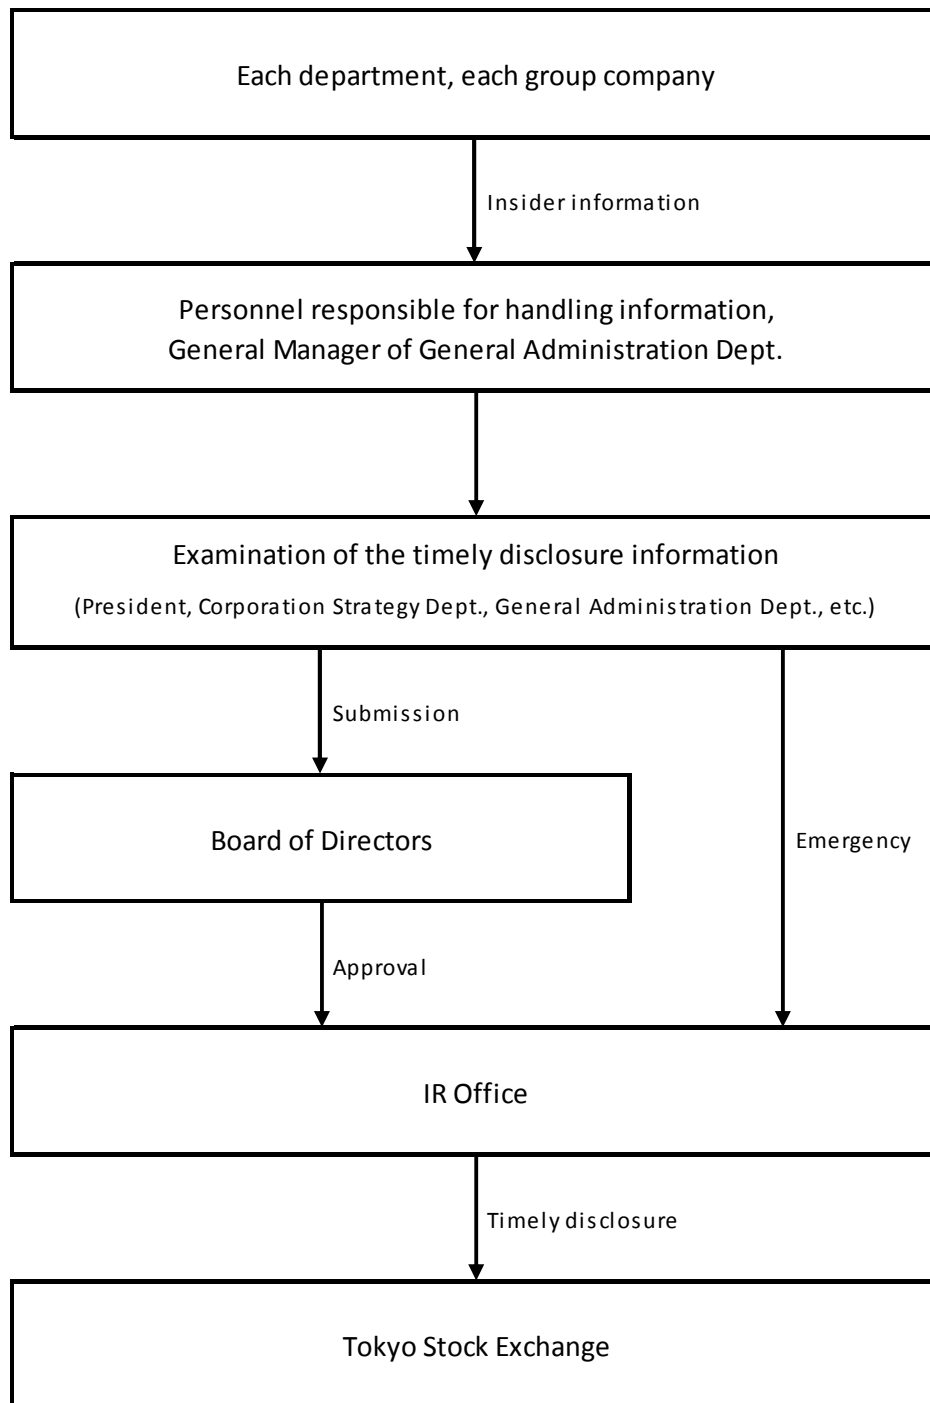 Each department, each group company
Insider information
Personnel responsible for handling information,
General Manager of General Administration Dept.
Examination of the timely disclosure information
(President, Corporation Strategy Dept., General Administration Dept., etc.)
Submission
Board of Directors
Emergency
Approval
IR Office
Timely disclosure
Tokyo Stock Exchange